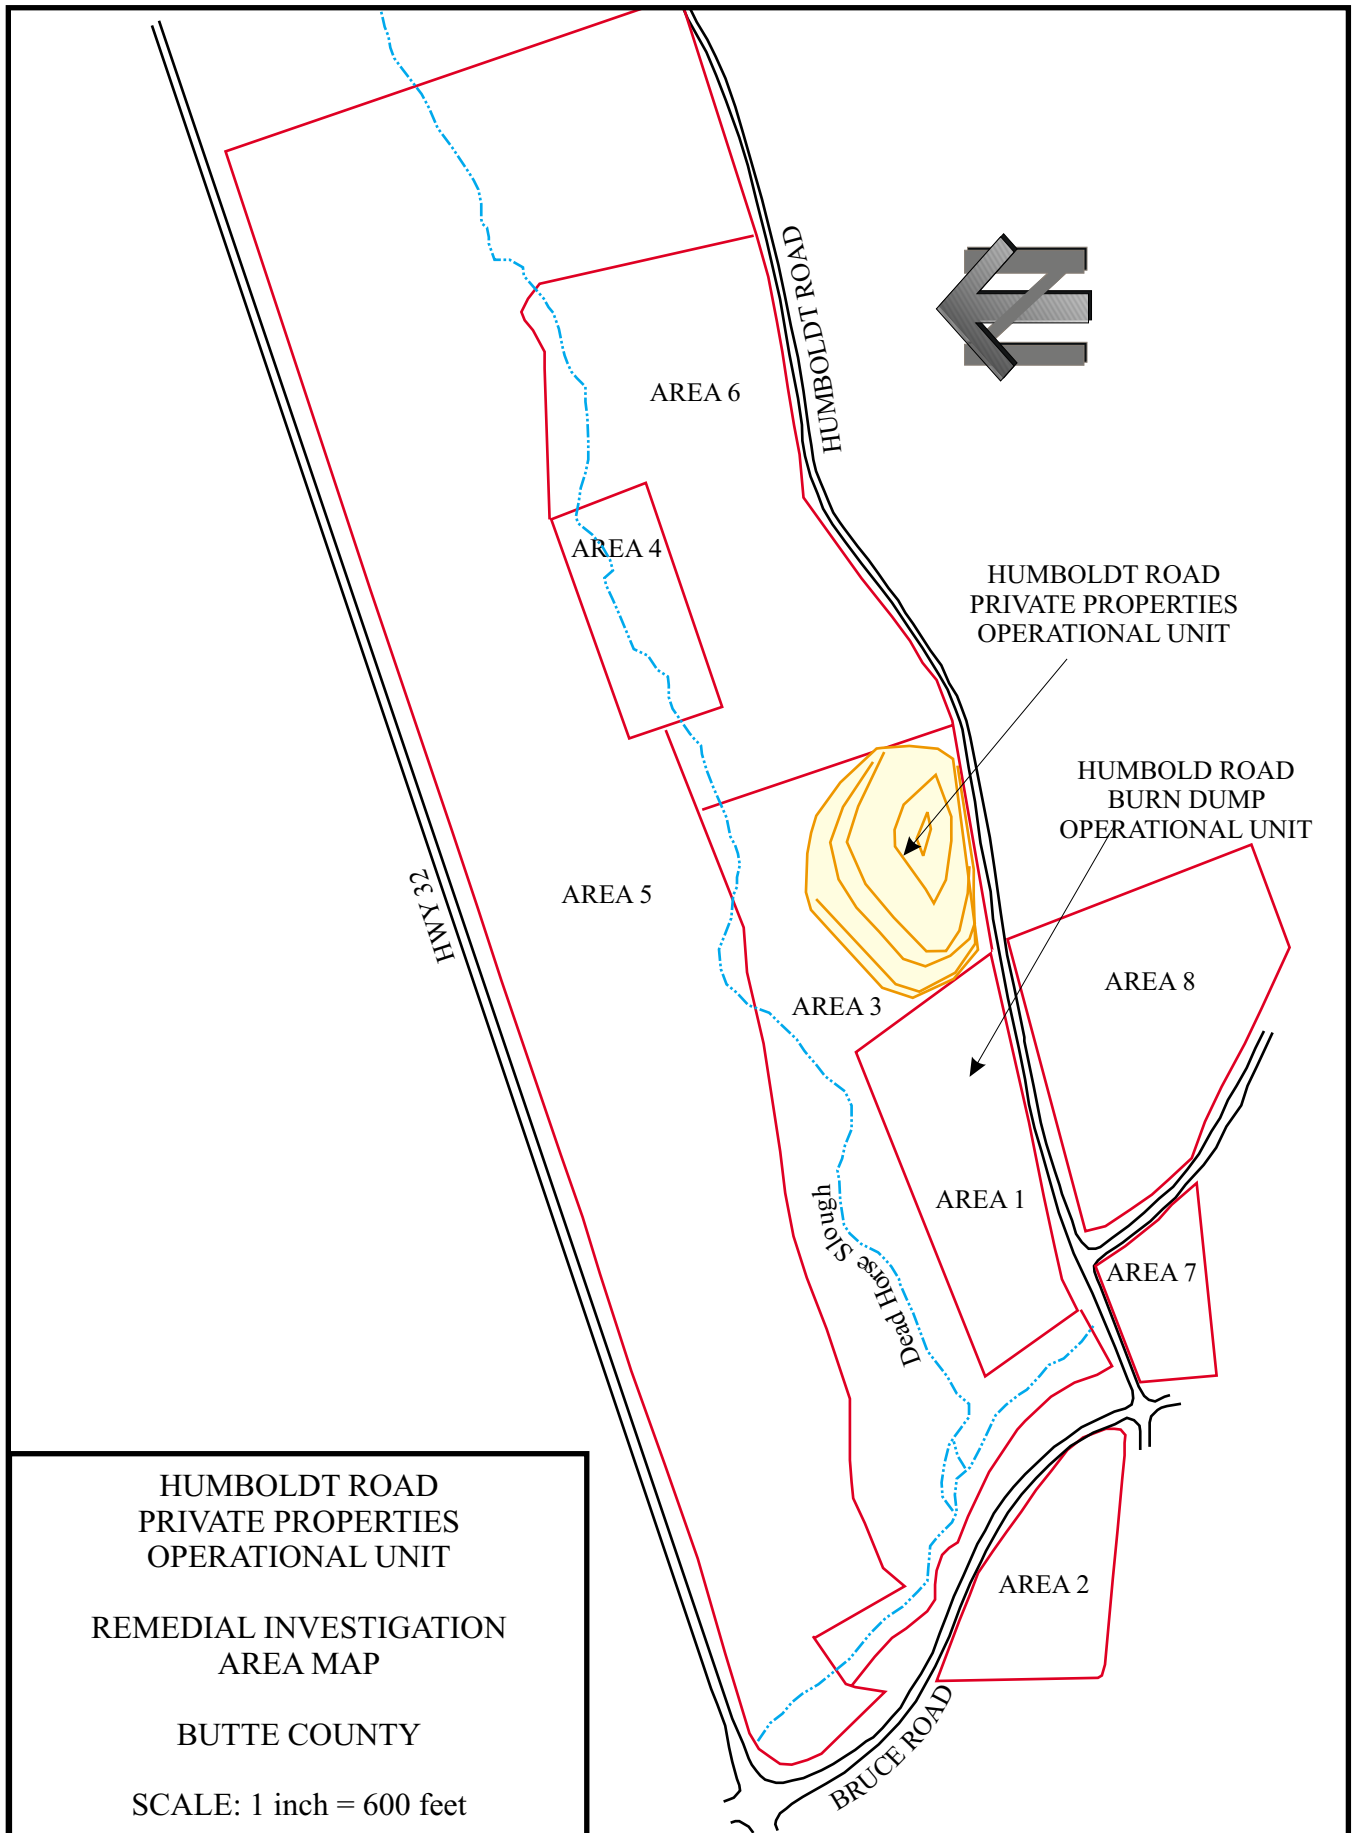 HUMBOLDT ROAD
AREA 6
AREA 4
HUMBOLDT ROAD
PRIVATE PROPERTIES
OPERATIONAL UNIT
HUMBOLD ROAD
BURN DUMP
OPERATIONAL UNIT
HWY 32
AREA 5
AREA 8
AREA 3
AREA 1
Dead Horse Slough
AREA 7
AREA 2
BRUCE ROAD
HUMBOLDT ROAD
PRIVATE PROPERTIES
OPERATIONAL UNIT
REMEDIAL INVESTIGATION
AREA MAP
BUTTE COUNTY
SCALE: 1 inch = 600 feet